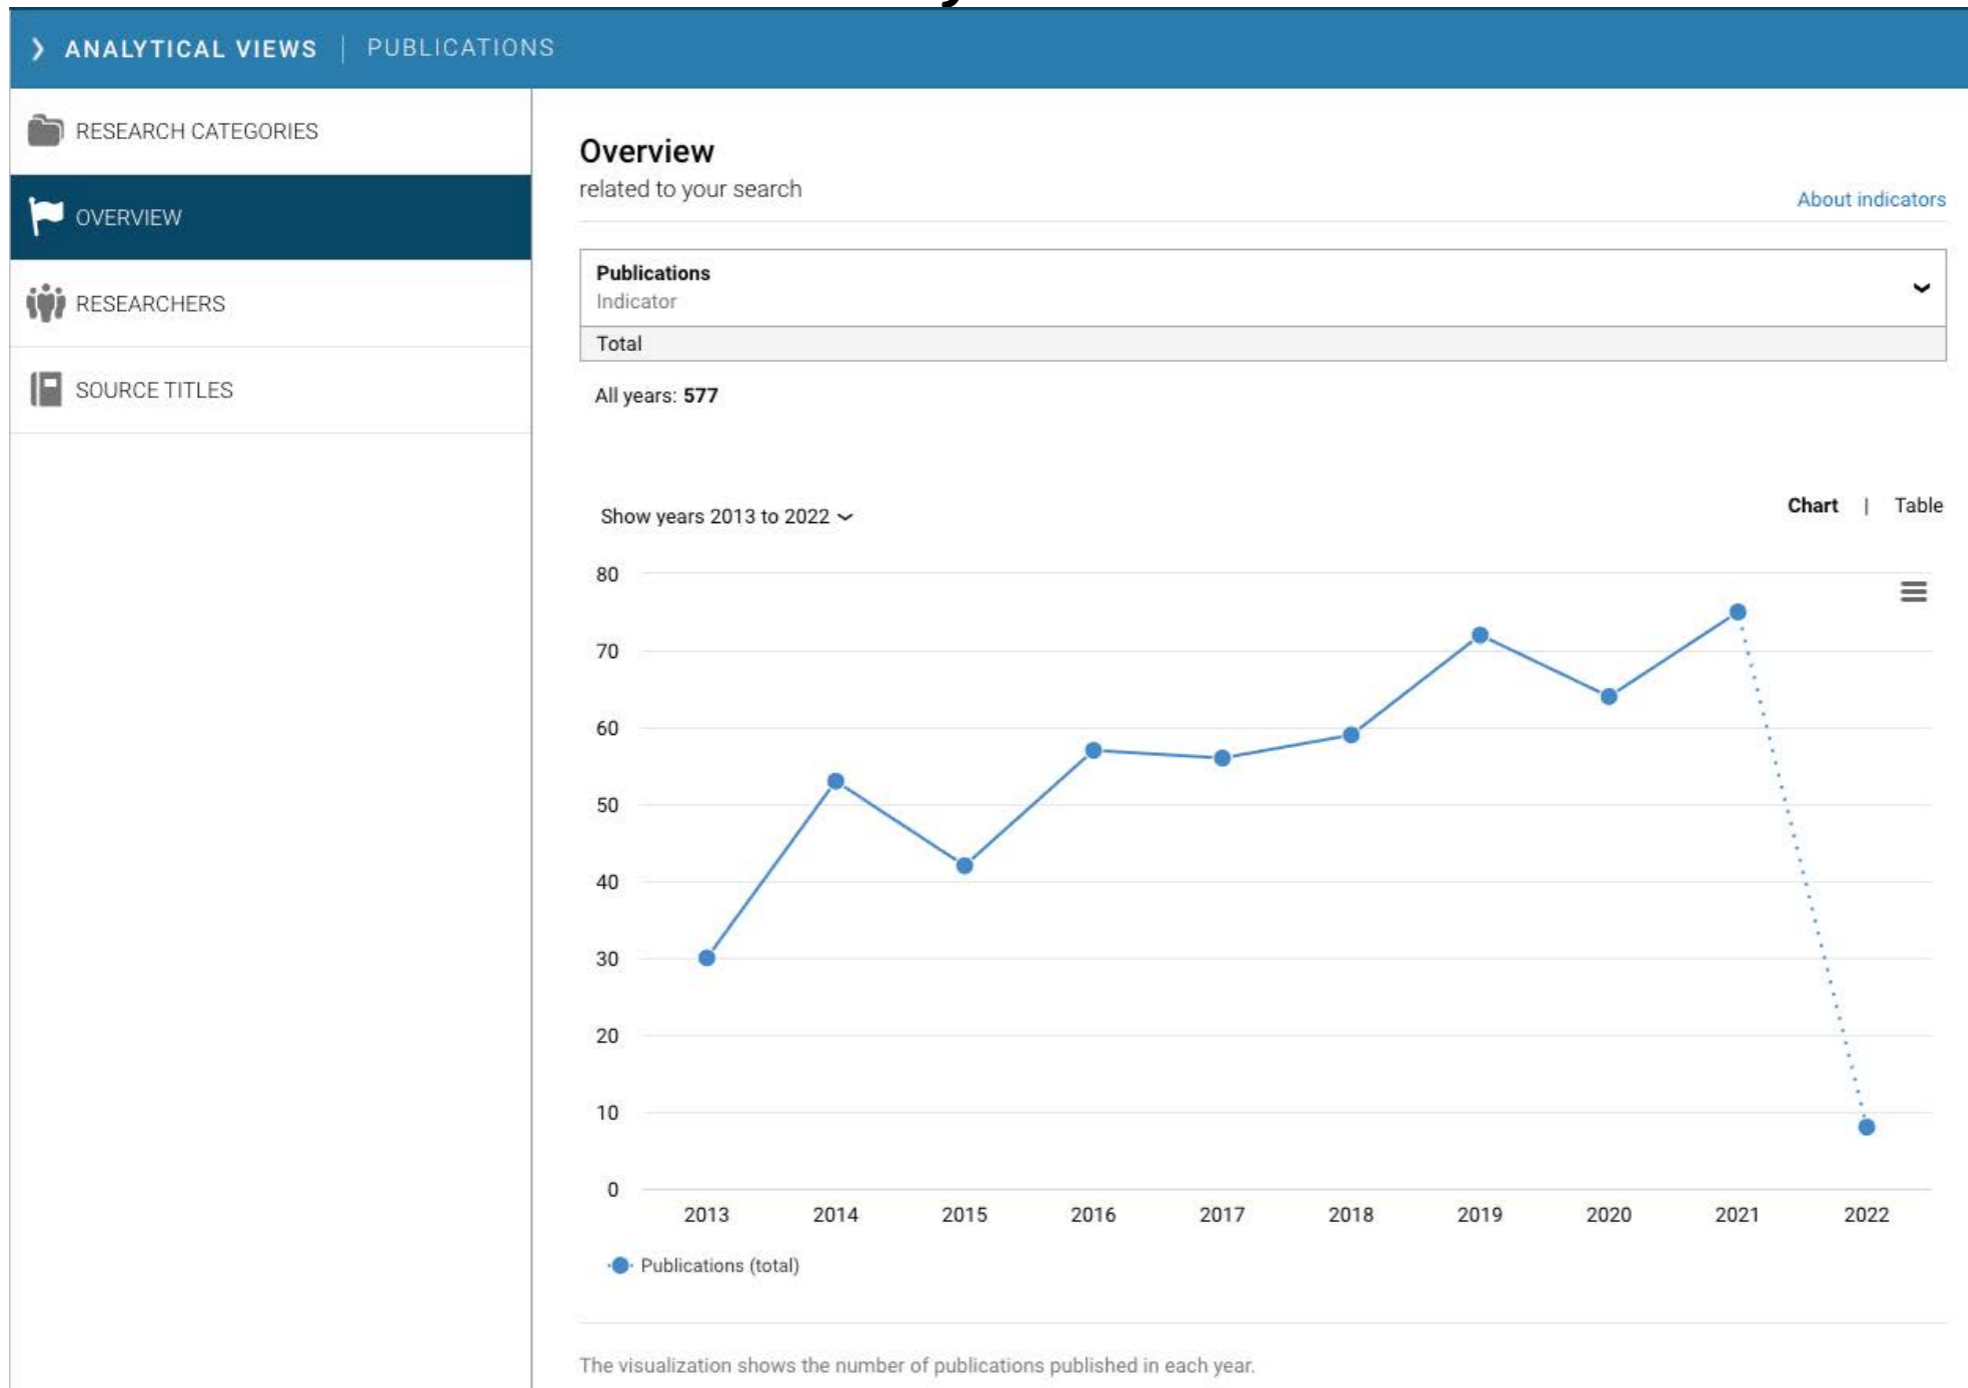 ANALYTICAL VIEWS | PUBLICATIONS
RESEARCH CATEGORIES
OVERVIEW
RESEARCHERS
SOURCE TITLES
Overview
related to your search
About indicators
Publications
Indicator
Total
All years: 577
Show years 2013 to 2022
Chart | Table
80
70
60
50
40
30
20
10
0
2013 2014 2015 2016 2017 2018 2019 2020 2021 2022
Publications (total)
The visualization shows the number of publications published in each year.